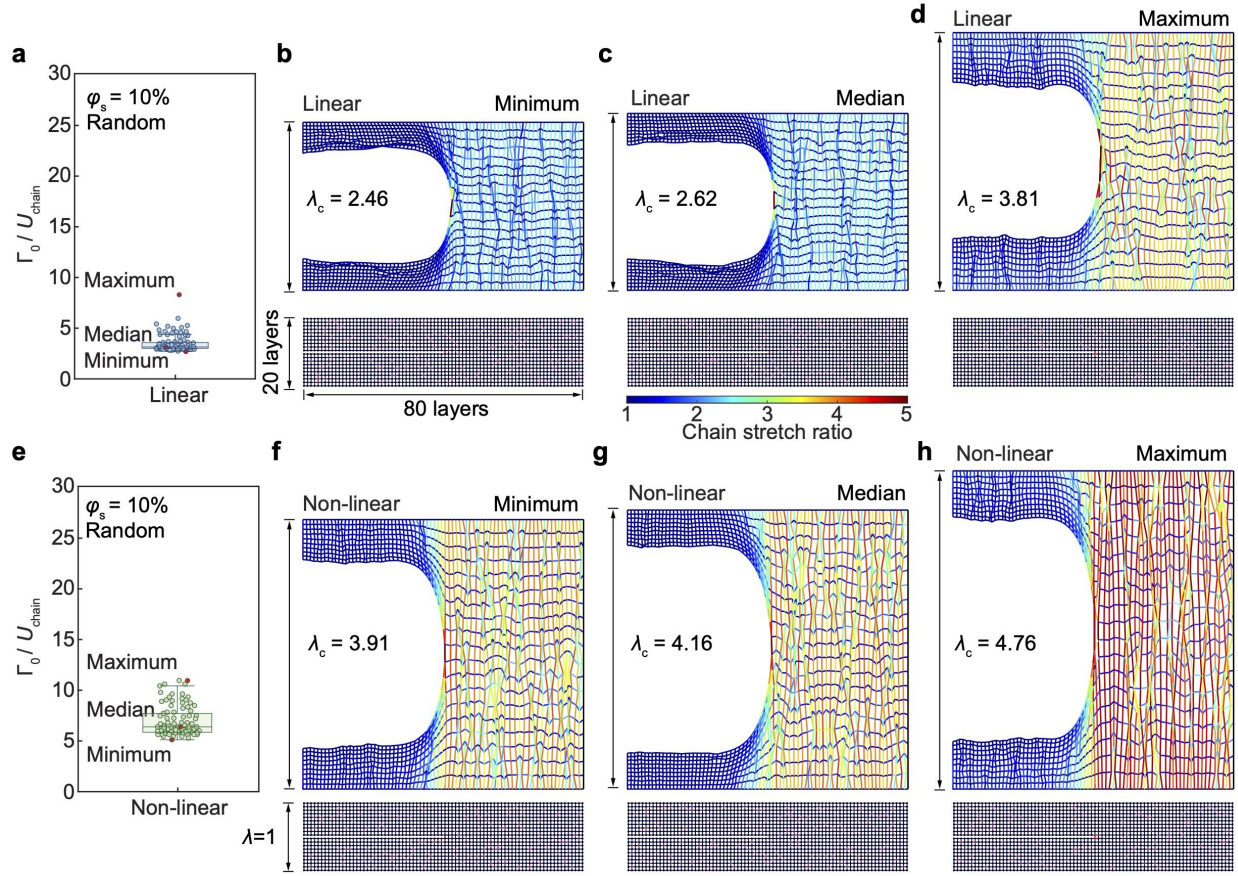 a
30
25
20
15
10
5
0
Γ0 / Uchain
φs = 10%
Random
Maximum
Median
Minimum
Linear
b
Linear
Minimum
λc = 2.46
20 layers
80 layers
c
Linear
Median
λc = 2.62
1
2
3
4
5
Chain stretch ratio
d
Linear
Maximum
λc = 3.81
e
30
25
20
15
10
5
0
Γ0 / Uchain
φs = 10%
Random
Maximum
Median
Minimum
Non-linear
f
Non-linear
Minimum
λc = 3.91
λ=1
g
Non-linear
Median
λc = 4.16
h
Non-linear
Maximum
λc = 4.76